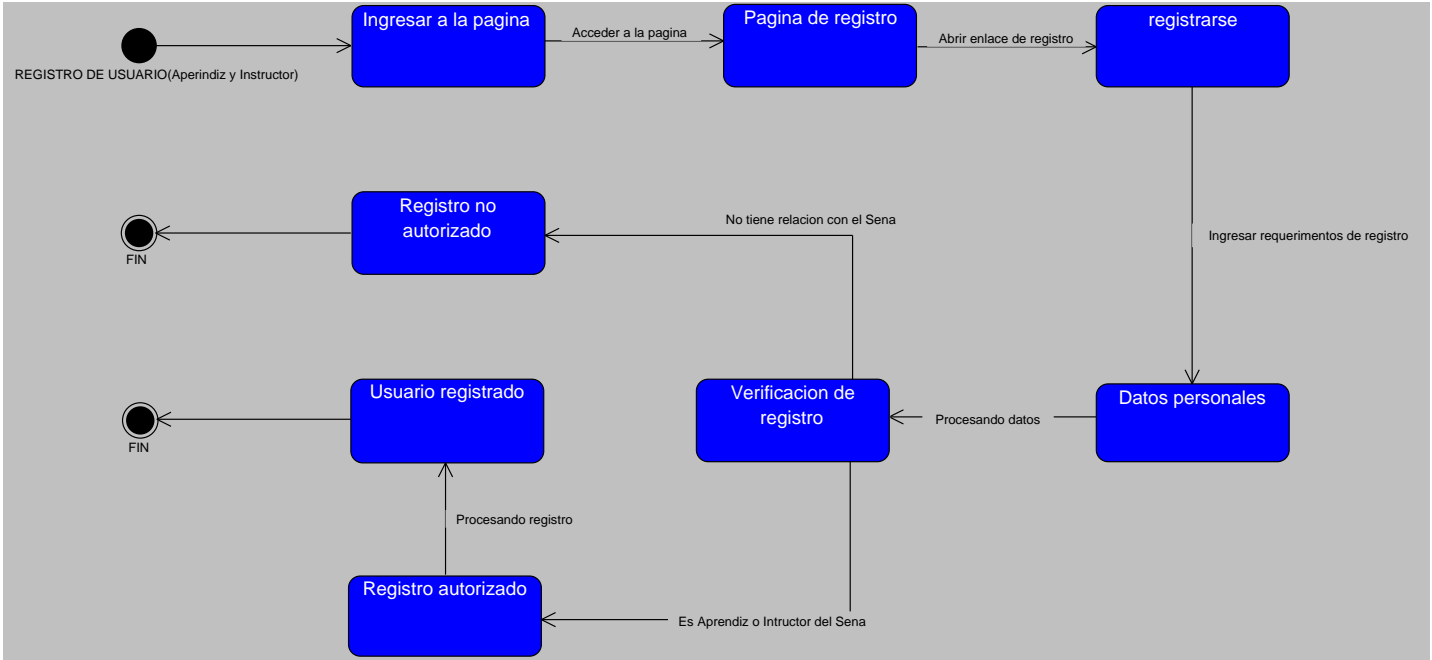 Ingresar a la pagina
Acceder a la pagina
Pagina de registro
Abrir enlace de registro
registrarse
REGISTRO DE USUARIO(Aperindiz y Instructor)
Ingresar requerimentos de registro
Registro no
autorizado
No tiene relacion con el Sena
FIN
Usuario registrado
Verificacion de
registro
Procesando datos
Datos personales
FIN
Procesando registro
Registro autorizado
Es Aprendiz o Intructor del Sena